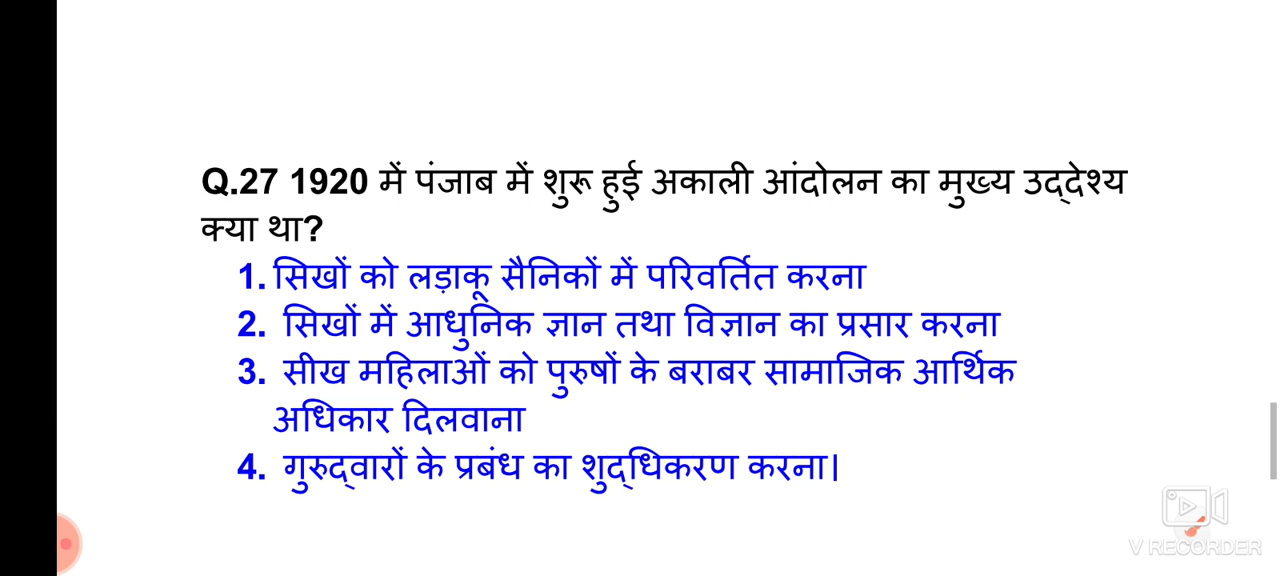 Q.27 1920 में पंजाब में शुरू हुई अकाली आंदोलन का मुख्य उद्देश्य
क्या था?
1. सिखों को लड़ाकू सैनिकों में परिवर्तित करना
2. सिखों में आधुनिक ज्ञान तथा विज्ञान का प्रसार करना
3. सीख महिलाओं को पुरुषों के बराबर सामाजिक आर्थिक
अधिकार दिलवाना
4. गुरुद्वारों के प्रबंध का शुद्धिकरण करना।
V RECORDER